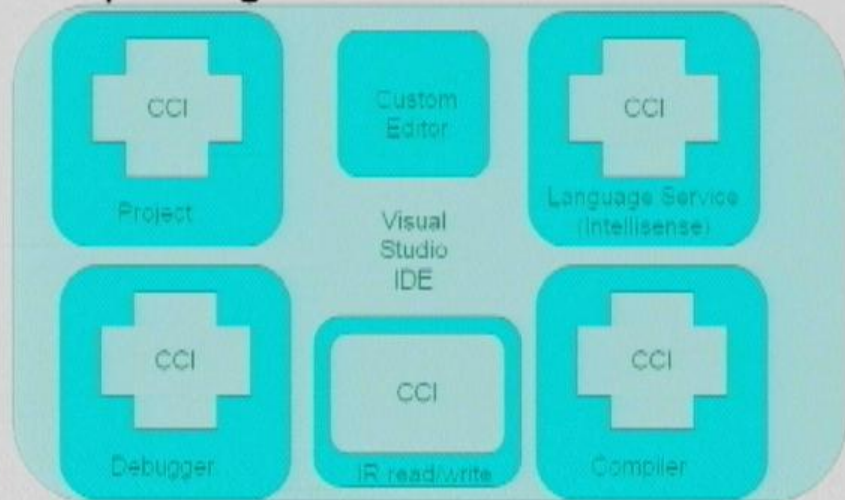 CCI
Project
Custom
Editor
CCI
Language Service
(Intellisense)
Visual
Studio
IDE
CCI
Debugger
CCI
IR read/write
CCI
Compiler